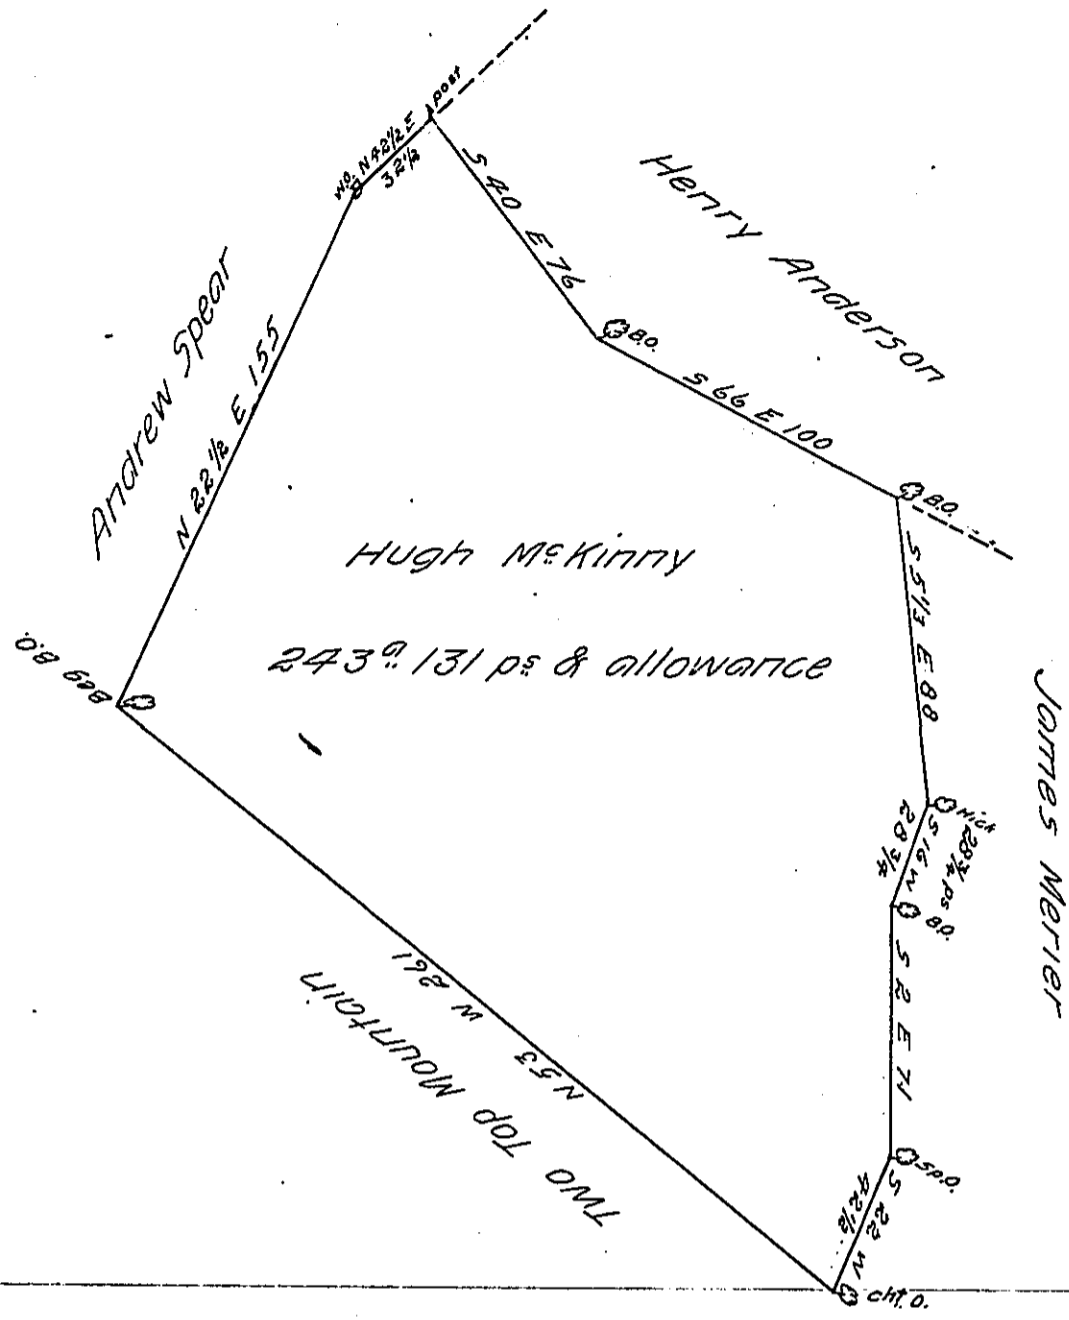 post
N 42½ E
32½
W.O.
S 40 E 76
Henry Anderson
B.O.
S 66 E 100
B.O.
Andrew Spear
N 22½ E 155
Hugh McKinny
243a. 131 ps & allowance
Beg B.O.
S 5⅓ E 88
James Merier
Hick
28¾ ps
S 16 W
28¾
B.O.
S 2 E 71
Sp.O.
S 22 W
42½
Cht. O.
N 53 W 261
Two Top Mountain